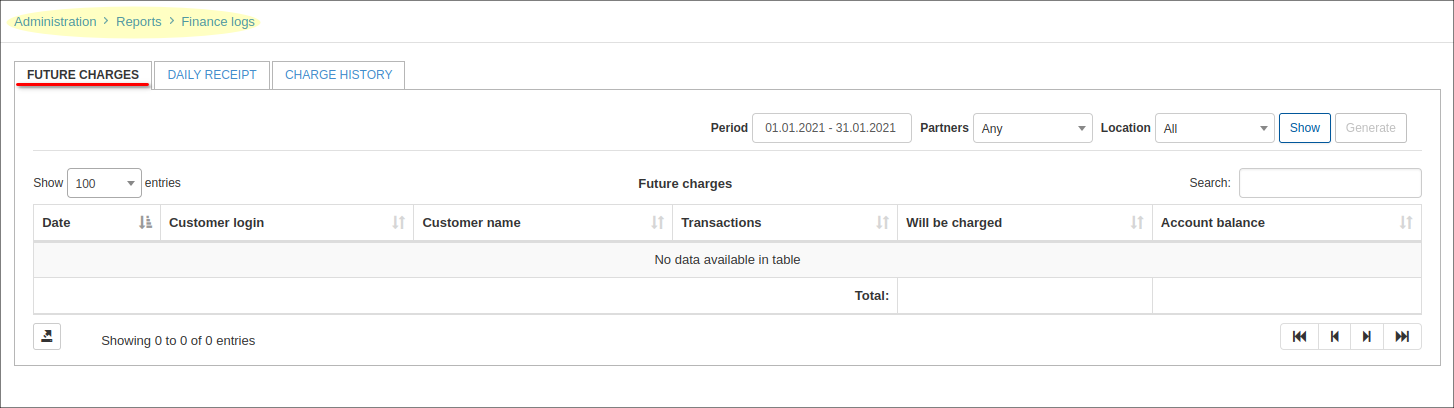 Administration > Reports > Finance logs
FUTURE CHARGES DAILY RECEIPT CHARGE HISTORY
Period 01.01.2021 - 31.01.2021 Partners Any Location All Show Generate
Show 100 entries Future charges Search:
Date Customer login Customer name Transactions Will be charged Account balance
No data available in table
Total:
Showing 0 to 0 of 0 entries